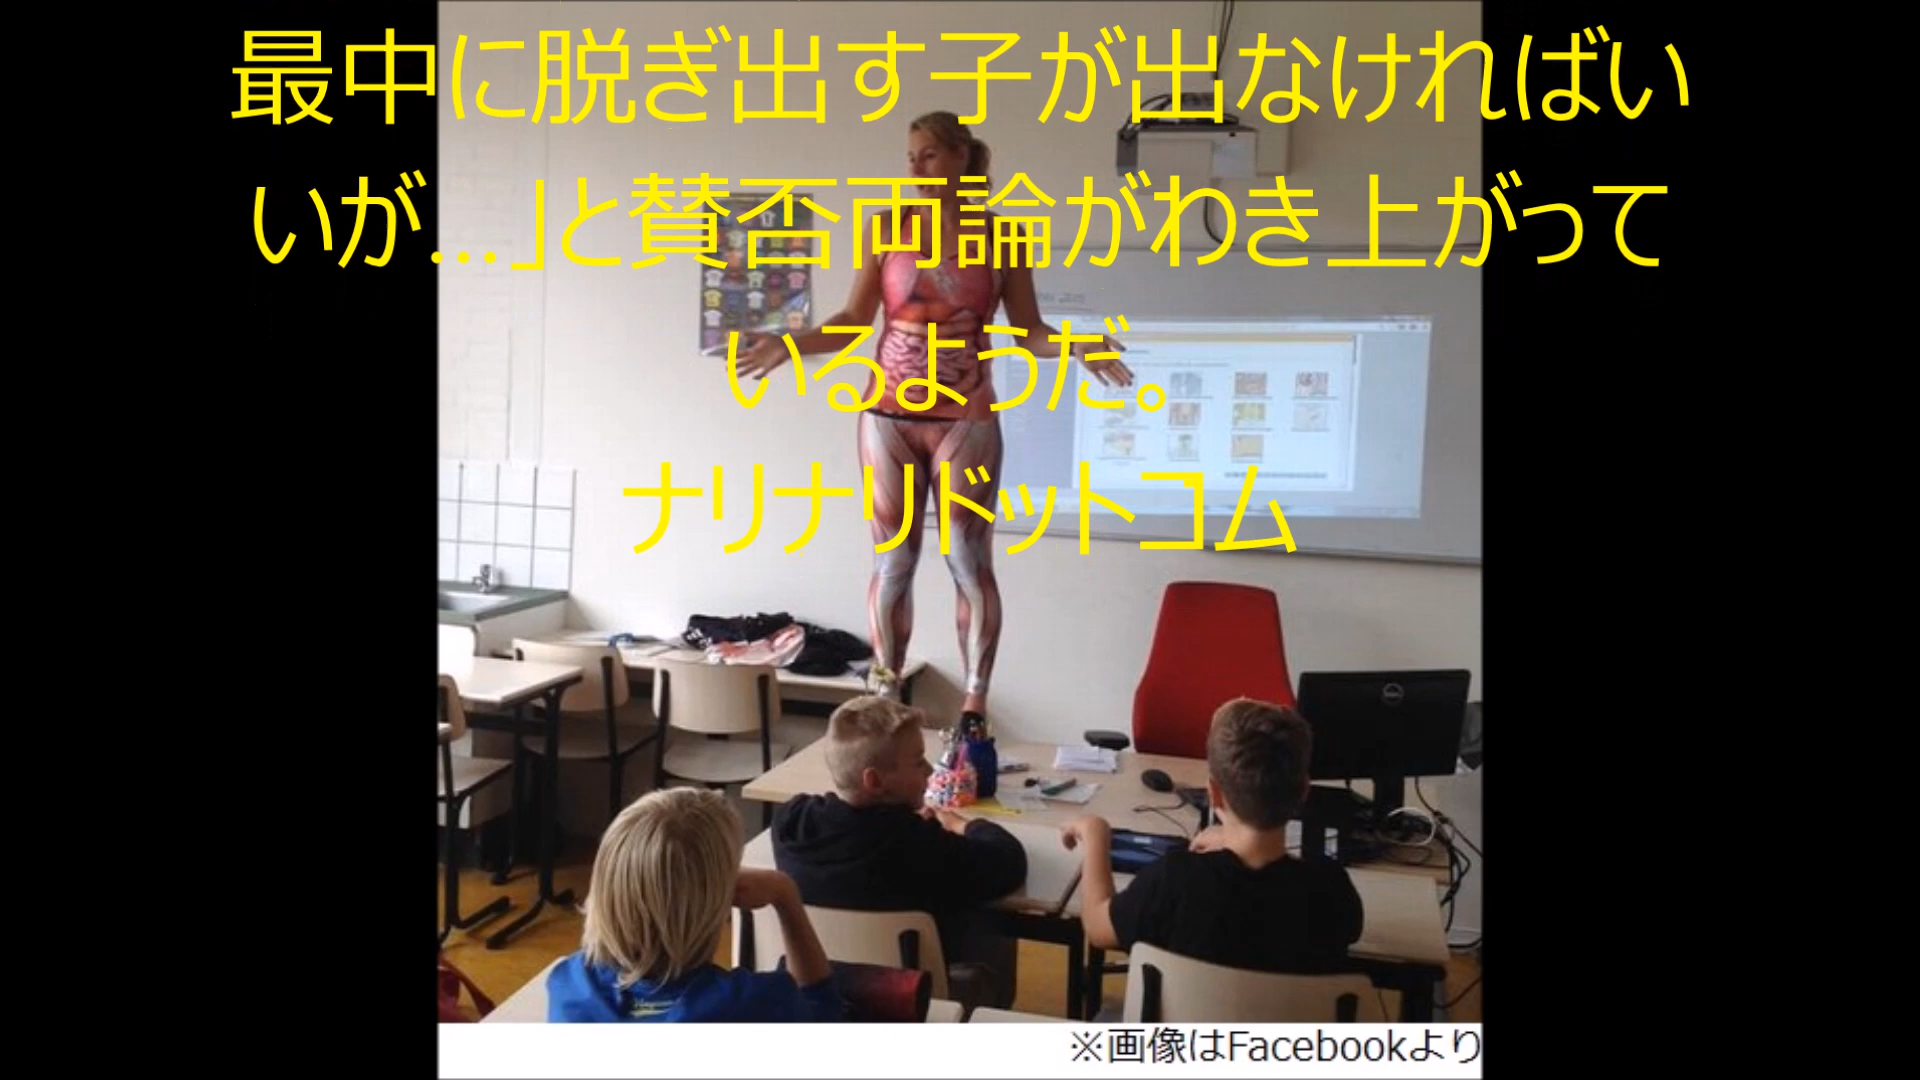 最中に脱ぎ出す子が出なければい
いが…」と賛否両論がわき上がって
いるようだ。
ナリナリドットコム
※画像はFacebookより